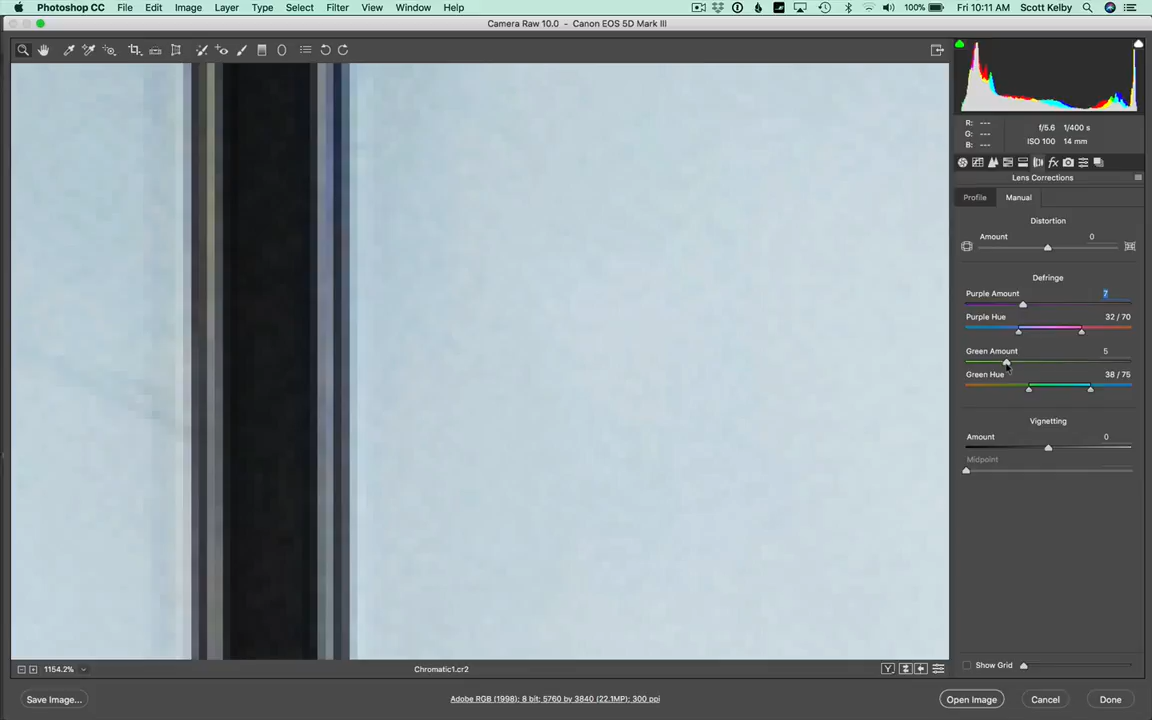 Photoshop CC File Edit Image Layer Type Select Filter View Window Help 100% Fri 10:11 AM Scott Kelby
Camera Raw 10.0 - Canon EOS 5D Mark III
R: ---
G: ---
B: ---
f/5.6 1/400 s
ISO 100 14 mm
Lens Corrections
Profile Manual
Distortion
Amount 0
Defringe
Purple Amount 7
Purple Hue 32 / 70
Green Amount 5
Green Hue 38 / 75
Vignetting
Amount 0
Midpoint
1154.2% Chromatic1.cr2 Y Show Grid
Save Image... Adobe RGB (1998); 8 bit; 5760 by 3840 (22.1MP); 300 ppi Open Image Cancel Done